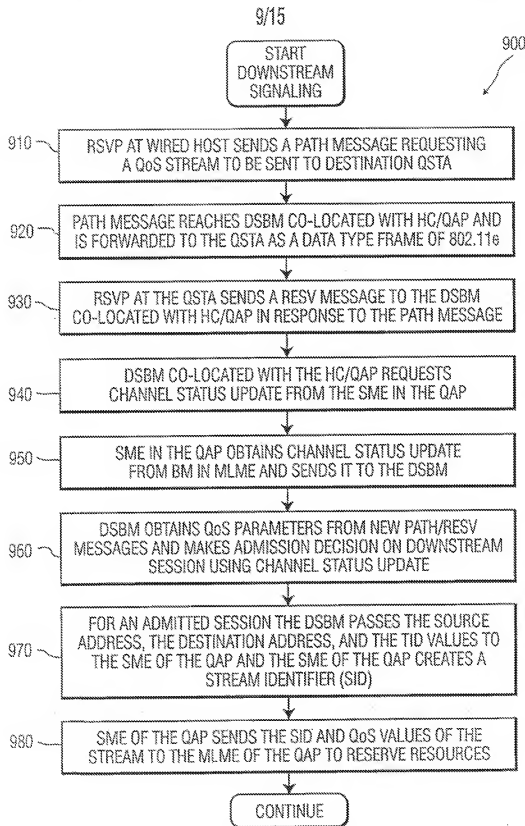 9/15
900
START
DOWNSTREAM
SIGNALING
910
RSVP AT WIRED HOST SENDS A PATH MESSAGE REQUESTING
A QoS STREAM TO BE SENT TO DESTINATION QSTA
920
PATH MESSAGE REACHES DSBM CO-LOCATED WITH HC/QAP AND
IS FORWARDED TO THE QSTA AS A DATA TYPE FRAME OF 802.11e
930
RSVP AT THE QSTA SENDS A RESV MESSAGE TO THE DSBM
CO-LOCATED WITH HC/QAP IN RESPONSE TO THE PATH MESSAGE
940
DSBM CO-LOCATED WITH THE HC/QAP REQUESTS
CHANNEL STATUS UPDATE FROM THE SME IN THE QAP
950
SME IN THE QAP OBTAINS CHANNEL STATUS UPDATE
FROM BM IN MLME AND SENDS IT TO THE DSBM
960
DSBM OBTAINS QoS PARAMETERS FROM NEW PATH/RESV
MESSAGES AND MAKES ADMISSION DECISION ON DOWNSTREAM
SESSION USING CHANNEL STATUS UPDATE
970
FOR AN ADMITTED SESSION THE DSBM PASSES THE SOURCE
ADDRESS, THE DESTINATION ADDRESS, AND THE TID VALUES TO
THE SME OF THE QAP AND THE SME OF THE QAP CREATES A
STREAM IDENTIFIER (SID)
980
SME OF THE QAP SENDS THE SID AND QoS VALUES OF THE
STREAM TO THE MLME OF THE QAP TO RESERVE RESOURCES
CONTINUE